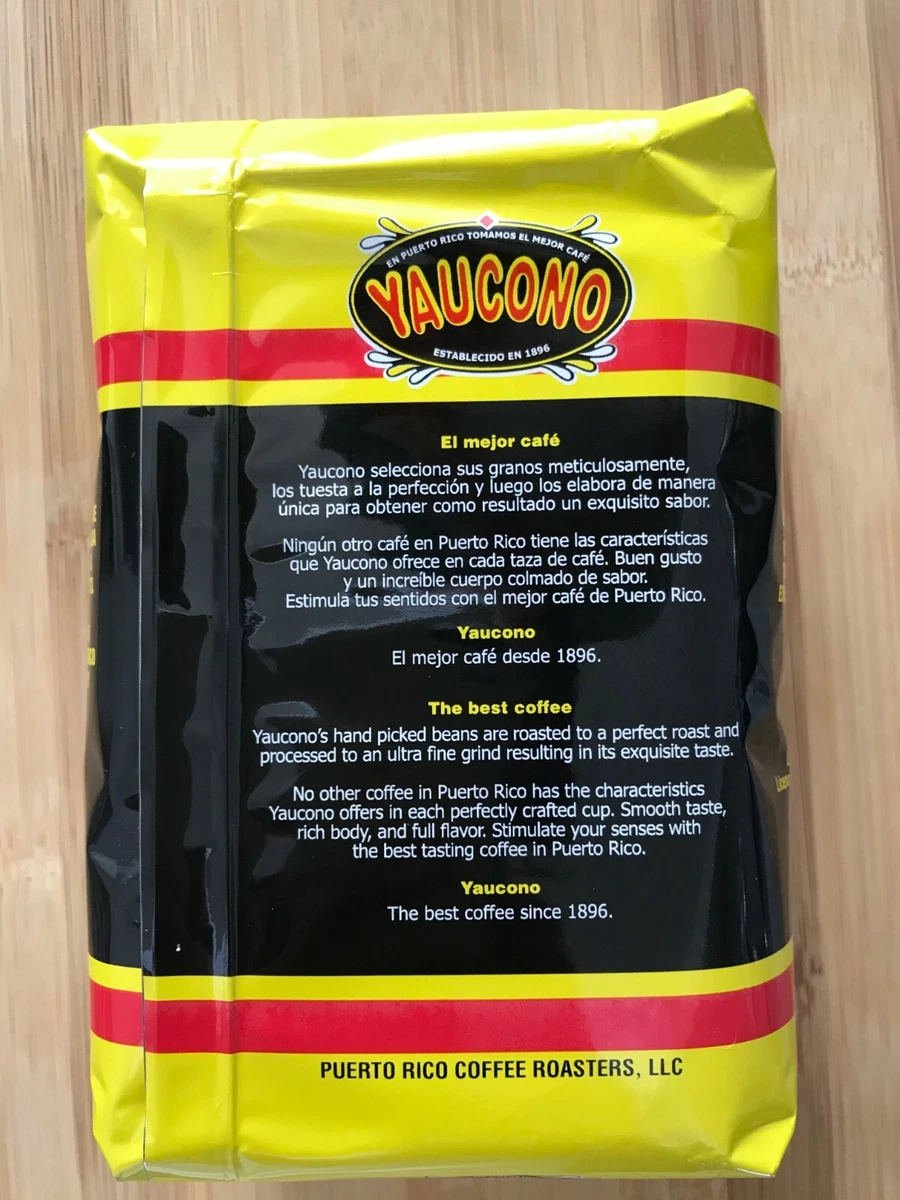 EN PUERTO RICO TOMAMOS EL MEJOR CAFÉ
YAUCONO
ESTABLECIDO EN 1896
El mejor café
Yaucono selecciona sus granos meticulosamente,
los tuesta a la perfección y luego los elabora de manera
única para obtener como resultado un exquisito sabor.
Ningún otro café en Puerto Rico tiene las características
que Yaucono ofrece en cada taza de café. Buen gusto
y un increíble cuerpo colmado de sabor.
Estimula tus sentidos con el mejor café de Puerto Rico.
Yaucono
El mejor café desde 1896.
The best coffee
Yaucono's hand picked beans are roasted to a perfect roast and
processed to an ultra fine grind resulting in its exquisite taste.
No other coffee in Puerto Rico has the characteristics
Yaucono offers in each perfectly crafted cup. Smooth taste,
rich body, and full flavor. Stimulate your senses with
the best tasting coffee in Puerto Rico.
Yaucono
The best coffee since 1896.
PUERTO RICO COFFEE ROASTERS, LLC